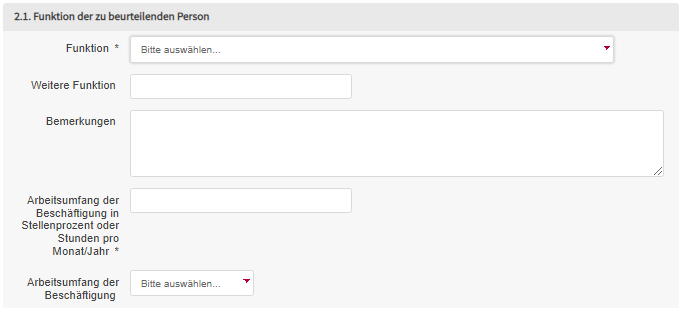 2.1. Funktion der zu beurteilenden Person
Funktion * Bitte auswählen...
Weitere Funktion
Bemerkungen
Arbeitsumfang der
Beschäftigung in
Stellenprozent oder
Stunden pro
Monat/Jahr *
Arbeitsumfang der
Beschäftigung
Bitte auswählen...